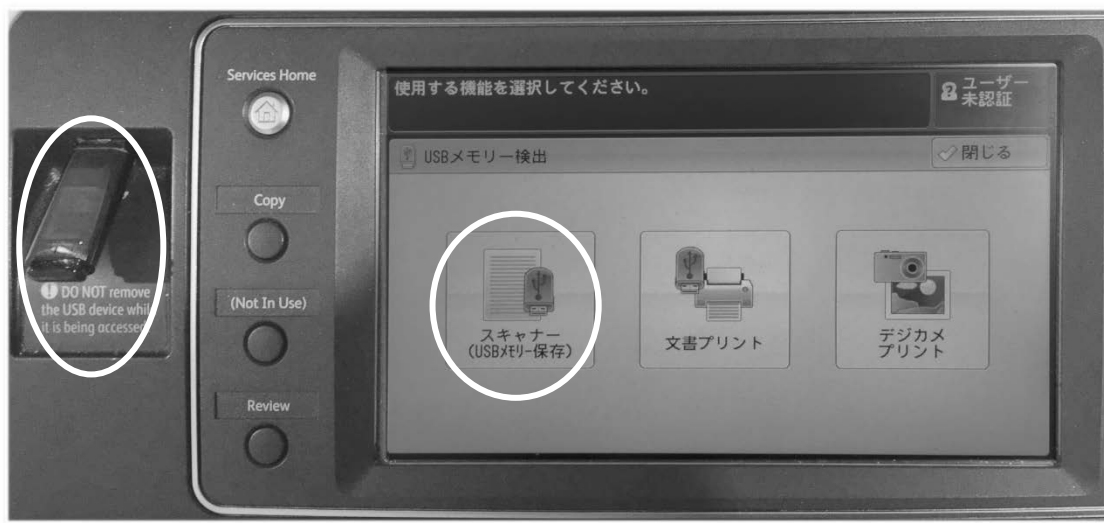 Services Home
Copy
(Not In Use)
Review
DO NOT remove
the USB device whil
it is being accessed
使用する機能を選択してください。
ユーザー
未認証
USBメモリー検出
閉じる
スキャナー
(USBメモリー保存)
文書プリント
デジカメ
プリント